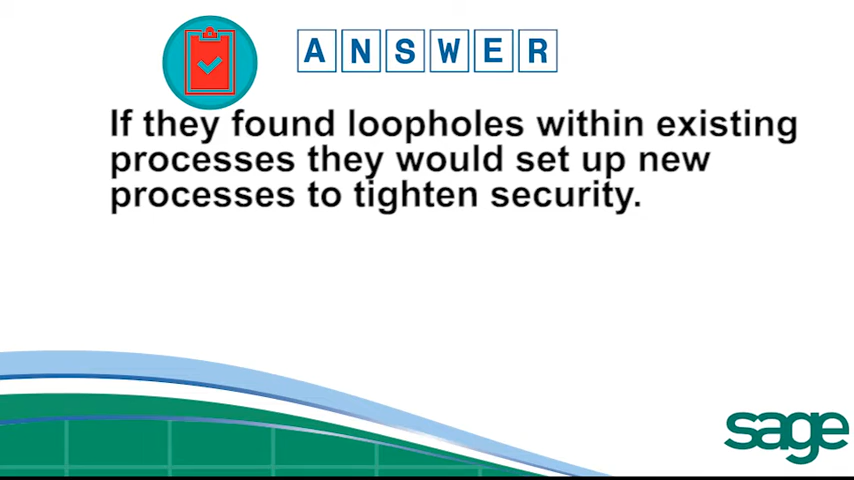 ANSWER
If they found loopholes within existing
processes they would set up new
processes to tighten security.
sage